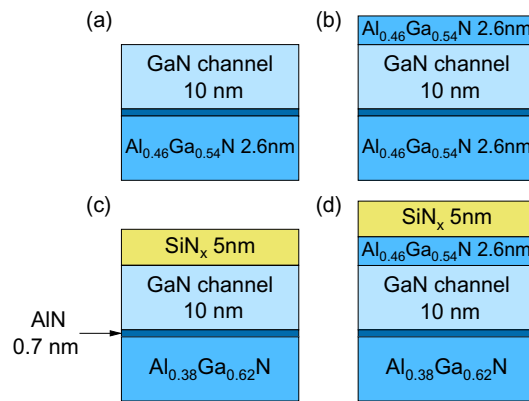 (a)
GaN channel
10 nm
Al₀.₄₆Ga₀.₅₄N 2.6nm
(b)
Al₀.₄₆Ga₀.₅₄N 2.6nm
GaN channel
10 nm
Al₀.₄₆Ga₀.₅₄N 2.6nm
(c)
SiNₓ 5nm
GaN channel
10 nm
AlN
0.7 nm
Al₀.₃₈Ga₀.₆₂N
(d)
SiNₓ 5nm
Al₀.₄₆Ga₀.₅₄N 2.6nm
GaN channel
10 nm
Al₀.₃₈Ga₀.₆₂N